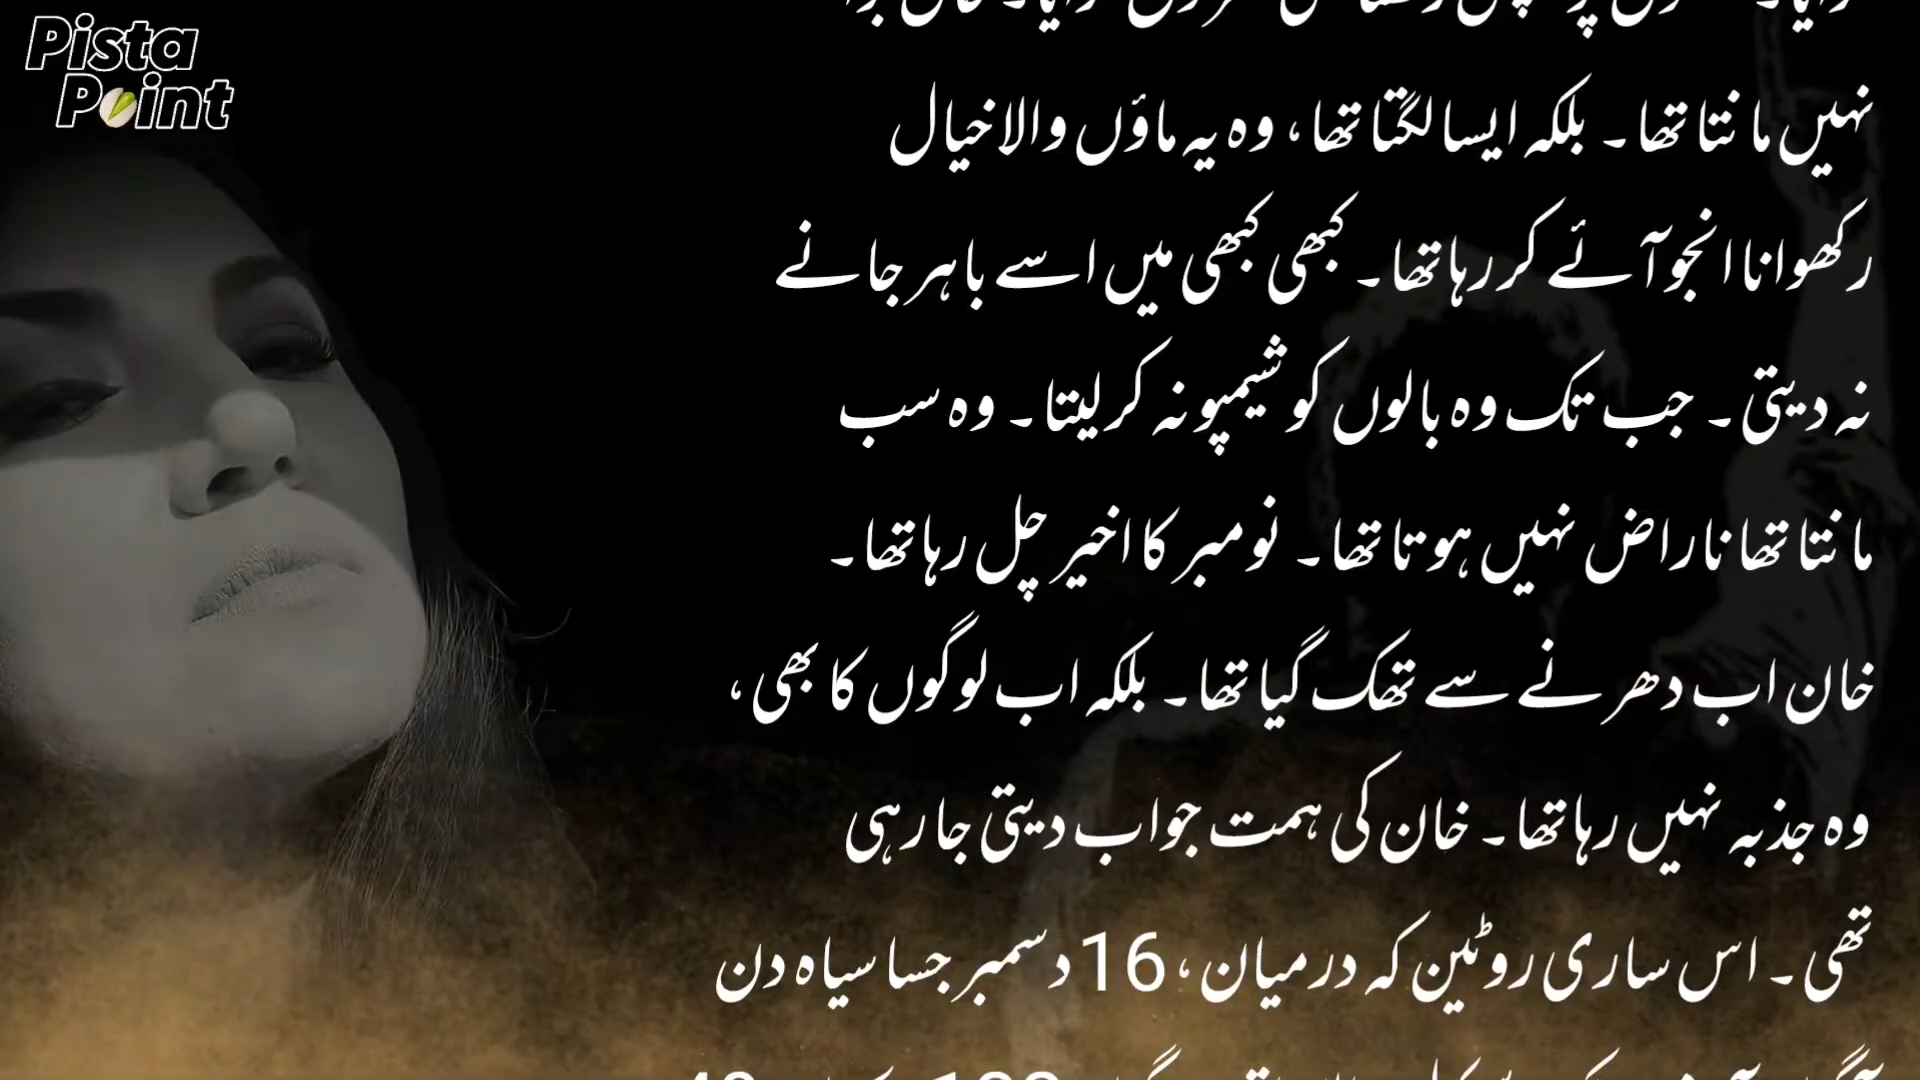 Pista
Point
نہیں مانتا تھا۔ بلکہ ایسا لگتا تھا، وہ یہ ماؤں والا خیال
رکھوانا انجوآئے کر رہا تھا۔ کبھی کبھی میں اسے باہر جانے
نہ دیتی۔ جب تک وہ بالوں کو شیمپو نہ کر لیتا۔ وہ سب
مانتا تھا ناراض نہیں ہوتا تھا۔ نومبر کا اخیر چل رہا تھا۔
خان اب دھرنے سے تھک گیا تھا۔ بلکہ اب لوگوں کا بھی،
وہ جذبہ نہیں رہا تھا۔ خان کی ہمت جواب دیتی جا رہی
تھی۔ اس ساری روٹین کہ درمیان، 16 دسمبر جسا سیاہ دن